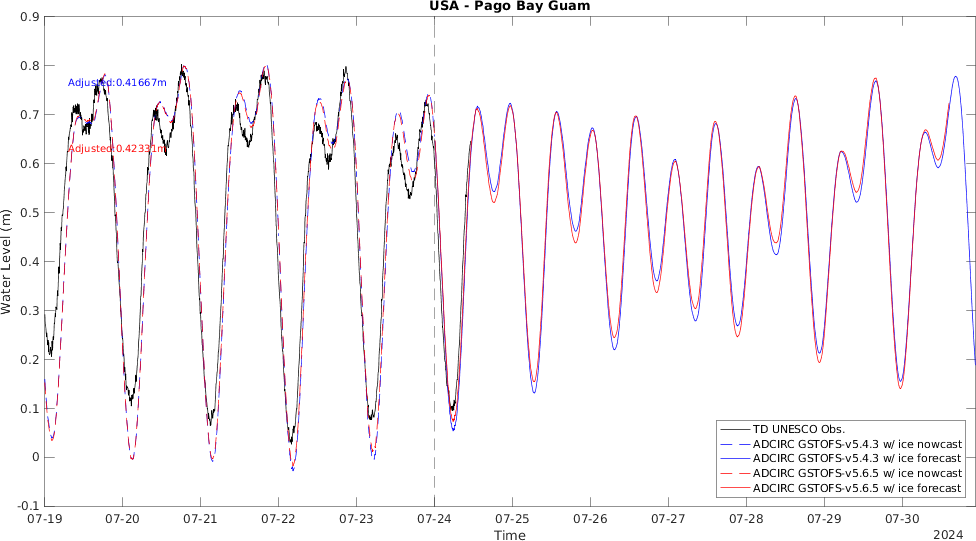 USA - Pago Bay Guam
0.9
0.8
0.7
0.6
0.5
0.4
0.3
0.2
0.1
0
-0.1
Water Level (m)
Adjusted:0.41667m
Adjusted:0.42331m
TD UNESCO Obs.
ADCIRC GSTOFS-v5.4.3 w/ ice nowcast
ADCIRC GSTOFS-v5.4.3 w/ ice forecast
ADCIRC GSTOFS-v5.6.5 w/ ice nowcast
ADCIRC GSTOFS-v5.6.5 w/ ice forecast
07-19 07-20 07-21 07-22 07-23 07-24 07-25 07-26 07-27 07-28 07-29 07-30
Time
2024